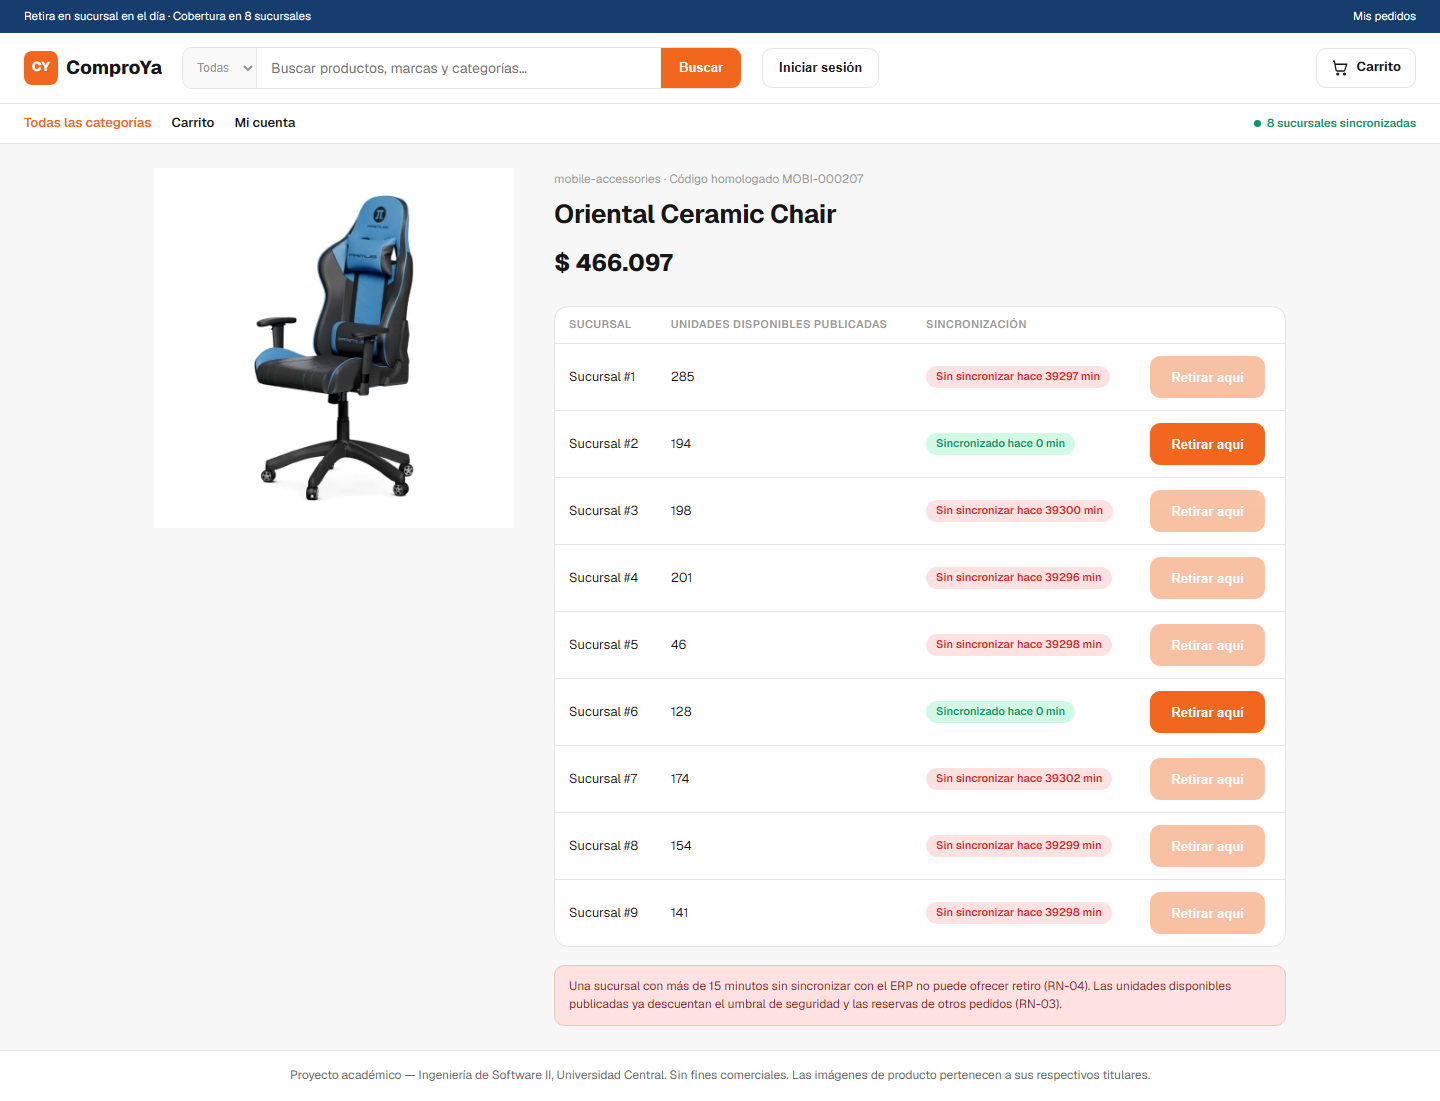 Retira en sucursal en el día · Cobertura en 8 sucursales
Mis pedidos
CY
ComproYa
Todas
Buscar productos, marcas y categorías...
Buscar
Iniciar sesión
Carrito
Todas las categorías
Carrito
Mi cuenta
8 sucursales sincronizadas
mobile-accessories · Código homologado MOBI-000207
Oriental Ceramic Chair
$ 466.097
SUCURSAL UNIDADES DISPONIBLES PUBLICADAS SINCRONIZACIÓN
Sucursal #1 285 Sin sincronizar hace 39297 min Retirar aquí
Sucursal #2 194 Sincronizado hace 0 min Retirar aquí
Sucursal #3 198 Sin sincronizar hace 39300 min Retirar aquí
Sucursal #4 201 Sin sincronizar hace 39296 min Retirar aquí
Sucursal #5 46 Sin sincronizar hace 39298 min Retirar aquí
Sucursal #6 128 Sincronizado hace 0 min Retirar aquí
Sucursal #7 174 Sin sincronizar hace 39302 min Retirar aquí
Sucursal #8 154 Sin sincronizar hace 39299 min Retirar aquí
Sucursal #9 141 Sin sincronizar hace 39298 min Retirar aquí
Una sucursal con más de 15 minutos sin sincronizar con el ERP no puede ofrecer retiro (RN-04). Las unidades disponibles
publicadas ya descuentan el umbral de seguridad y las reservas de otros pedidos (RN-03).
Proyecto académico — Ingeniería de Software II, Universidad Central. Sin fines comerciales. Las imágenes de producto pertenecen a sus respectivos titulares.